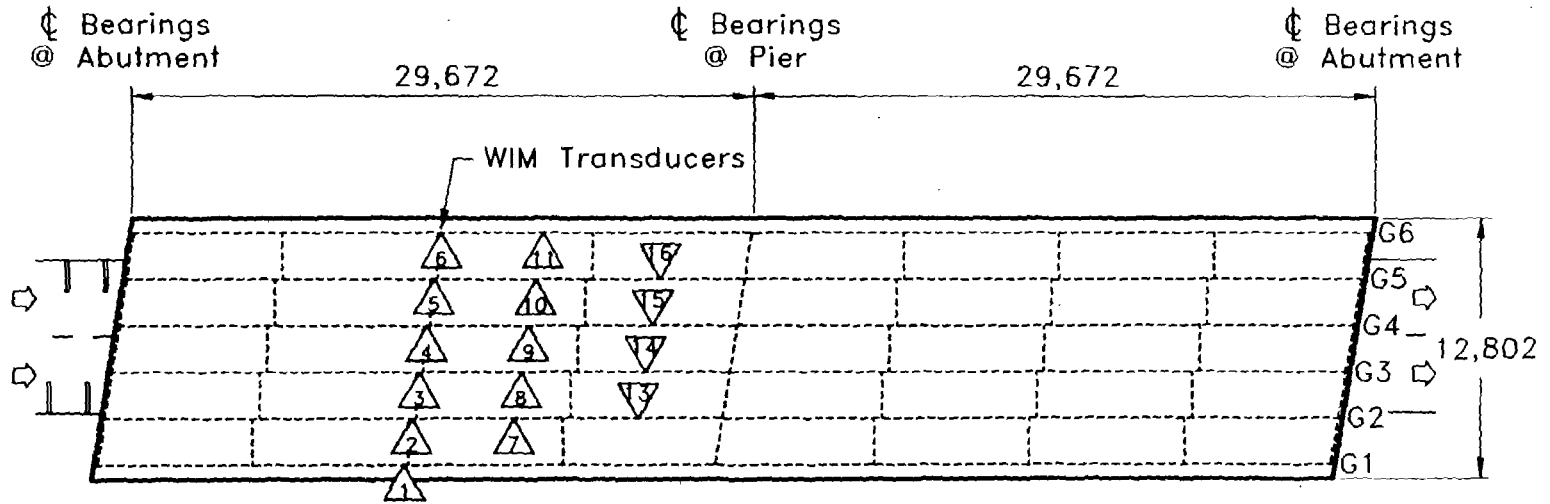 ℄ Bearings
@ Abutment
℄ Bearings
@ Pier
℄ Bearings
@ Abutment
29,672
29,672
WIM Transducers
6
11
16
G6
5
10
15
G5
4
9
14
G4
12,802
3
8
13
G3
2
7
G2
1
G1